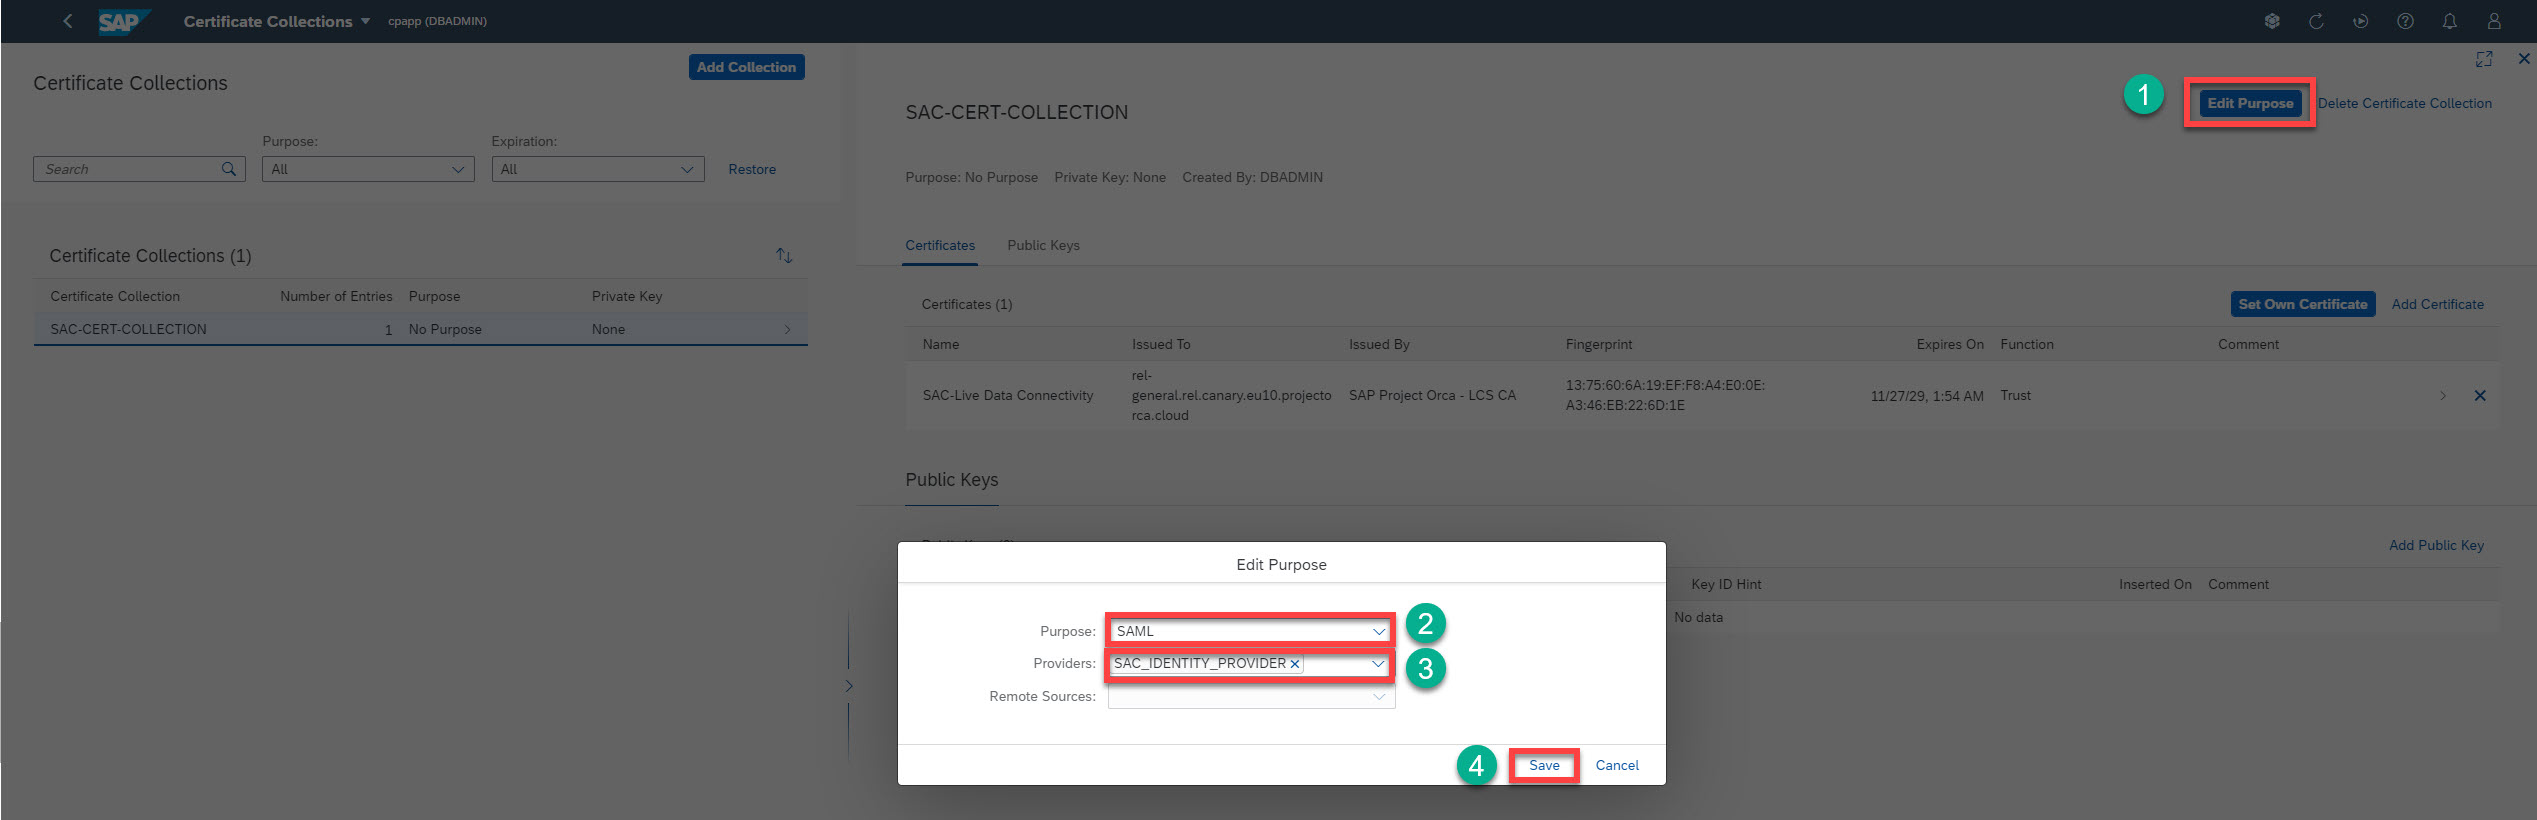 SAP Certificate Collections cpapp (DBADMIN)
Certificate Collections
Add Collection
Purpose:
Expiration:
Search
All
All
Restore
Certificate Collections (1)
Certificate Collection Number of Entries Purpose Private Key
SAC-CERT-COLLECTION 1 No Purpose None
SAC-CERT-COLLECTION
1
Edit Purpose
Delete Certificate Collection
Purpose: No Purpose Private Key: None Created By: DBADMIN
Certificates Public Keys
Certificates (1)
Set Own Certificate Add Certificate
Name Issued To Issued By Fingerprint Expires On Function Comment
SAC-Live Data Connectivity
rel-
general.rel.canary.eu10.projecto
rca.cloud
SAP Project Orca - LCS CA
13:75:60:6A:19:EF:F8:A4:E0:0E:
A3:46:EB:22:6D:1E
11/27/29, 1:54 AM Trust
Public Keys
Add Public Key
Key ID Hint Inserted On Comment
No data
Edit Purpose
Purpose: SAML 2
Providers: SAC_IDENTITY_PROVIDER 3
Remote Sources:
4 Save Cancel